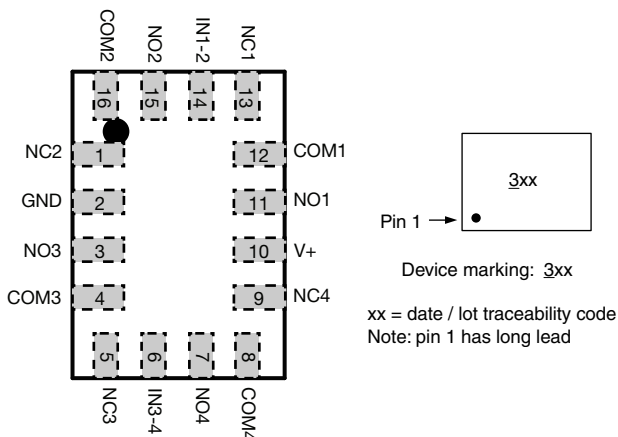 COM2
NO2
IN1-2
NC1
16
15
14
13
NC2 1 12 COM1
GND 2 11 NO1
NO3 3 10 V+
COM3 4 9 NC4
5
6
7
8
NC3
IN3-4
NO4
COM4
3xx
Pin 1
Device marking: 3xx
xx = date / lot traceability code
Note: pin 1 has long lead